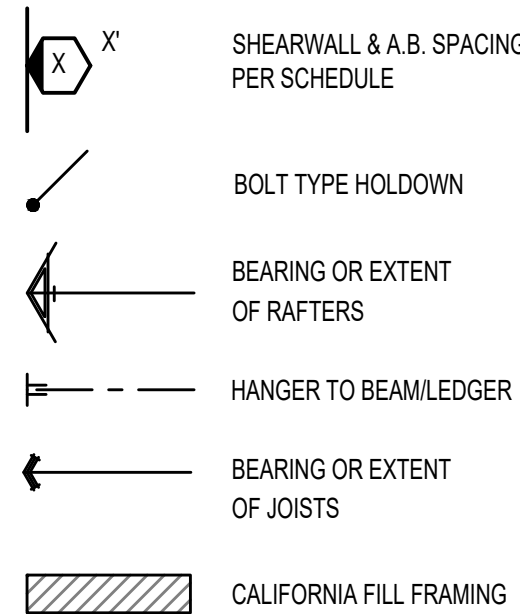 X X' SHEARWALL & A.B. SPACING
PER SCHEDULE
BOLT TYPE HOLDOWN
BEARING OR EXTENT
OF RAFTERS
HANGER TO BEAM/LEDGER
BEARING OR EXTENT
OF JOISTS
CALIFORNIA FILL FRAMING